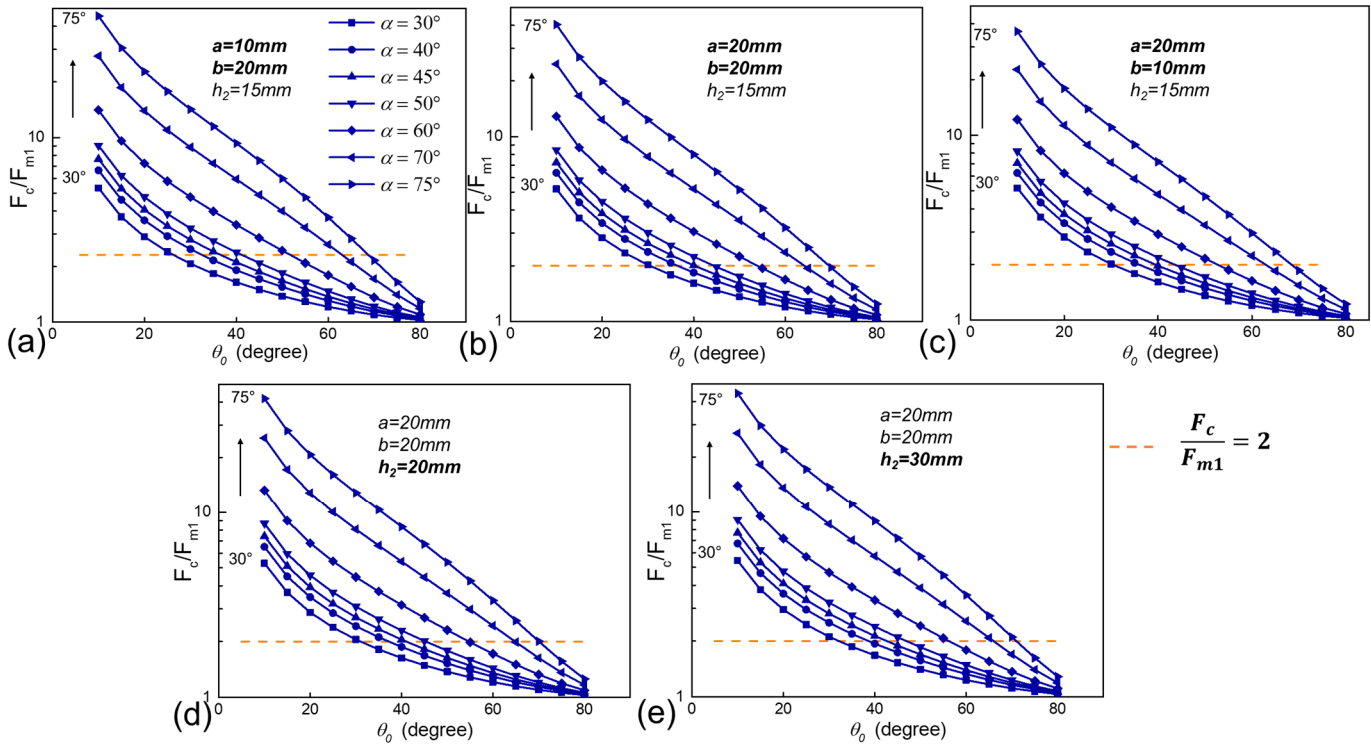 75°
30°
a=10mm
b=20mm
h2=15mm
α = 30°
α = 40°
α = 45°
α = 50°
α = 60°
α = 70°
α = 75°
10
1
Fc/Fm1
0 20 40 60 80
θ0 (degree)
(a)
75°
30°
a=20mm
b=20mm
h2=15mm
10
1
Fc/Fm1
0 20 40 60 80
θ0 (degree)
(b)
75°
30°
a=20mm
b=10mm
h2=15mm
10
1
Fc/Fm1
0 20 40 60 80
θ0 (degree)
(c)
75°
30°
a=20mm
b=20mm
h2=20mm
10
1
Fc/Fm1
0 20 40 60 80
θ0 (degree)
(d)
75°
30°
a=20mm
b=20mm
h2=30mm
10
1
Fc/Fm1
0 20 40 60 80
θ0 (degree)
(e)
Fc/Fm1 = 2